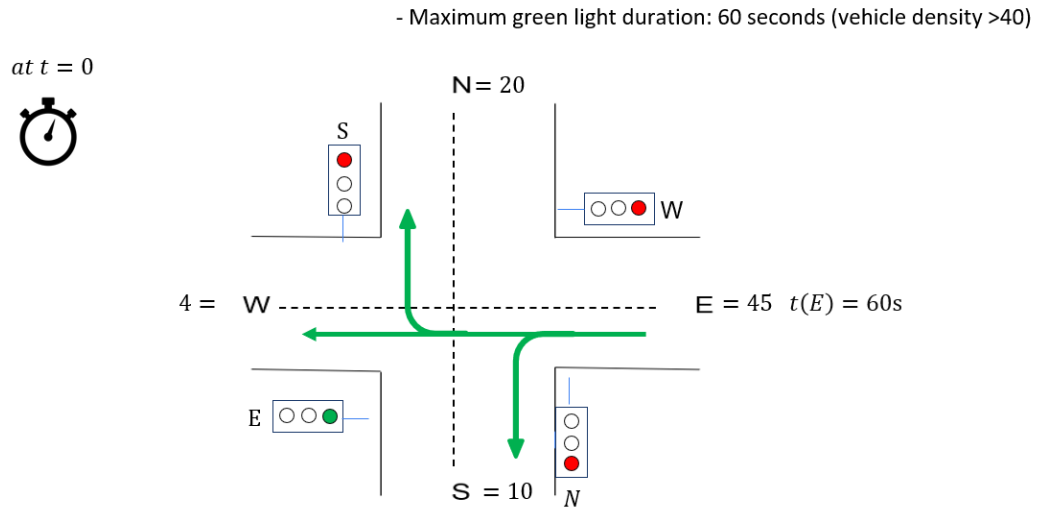 - Maximum green light duration: 60 seconds (vehicle density >40)
at t = 0
N = 20
S
W
4 = W
E = 45 t(E) = 60s
E
S = 10
N